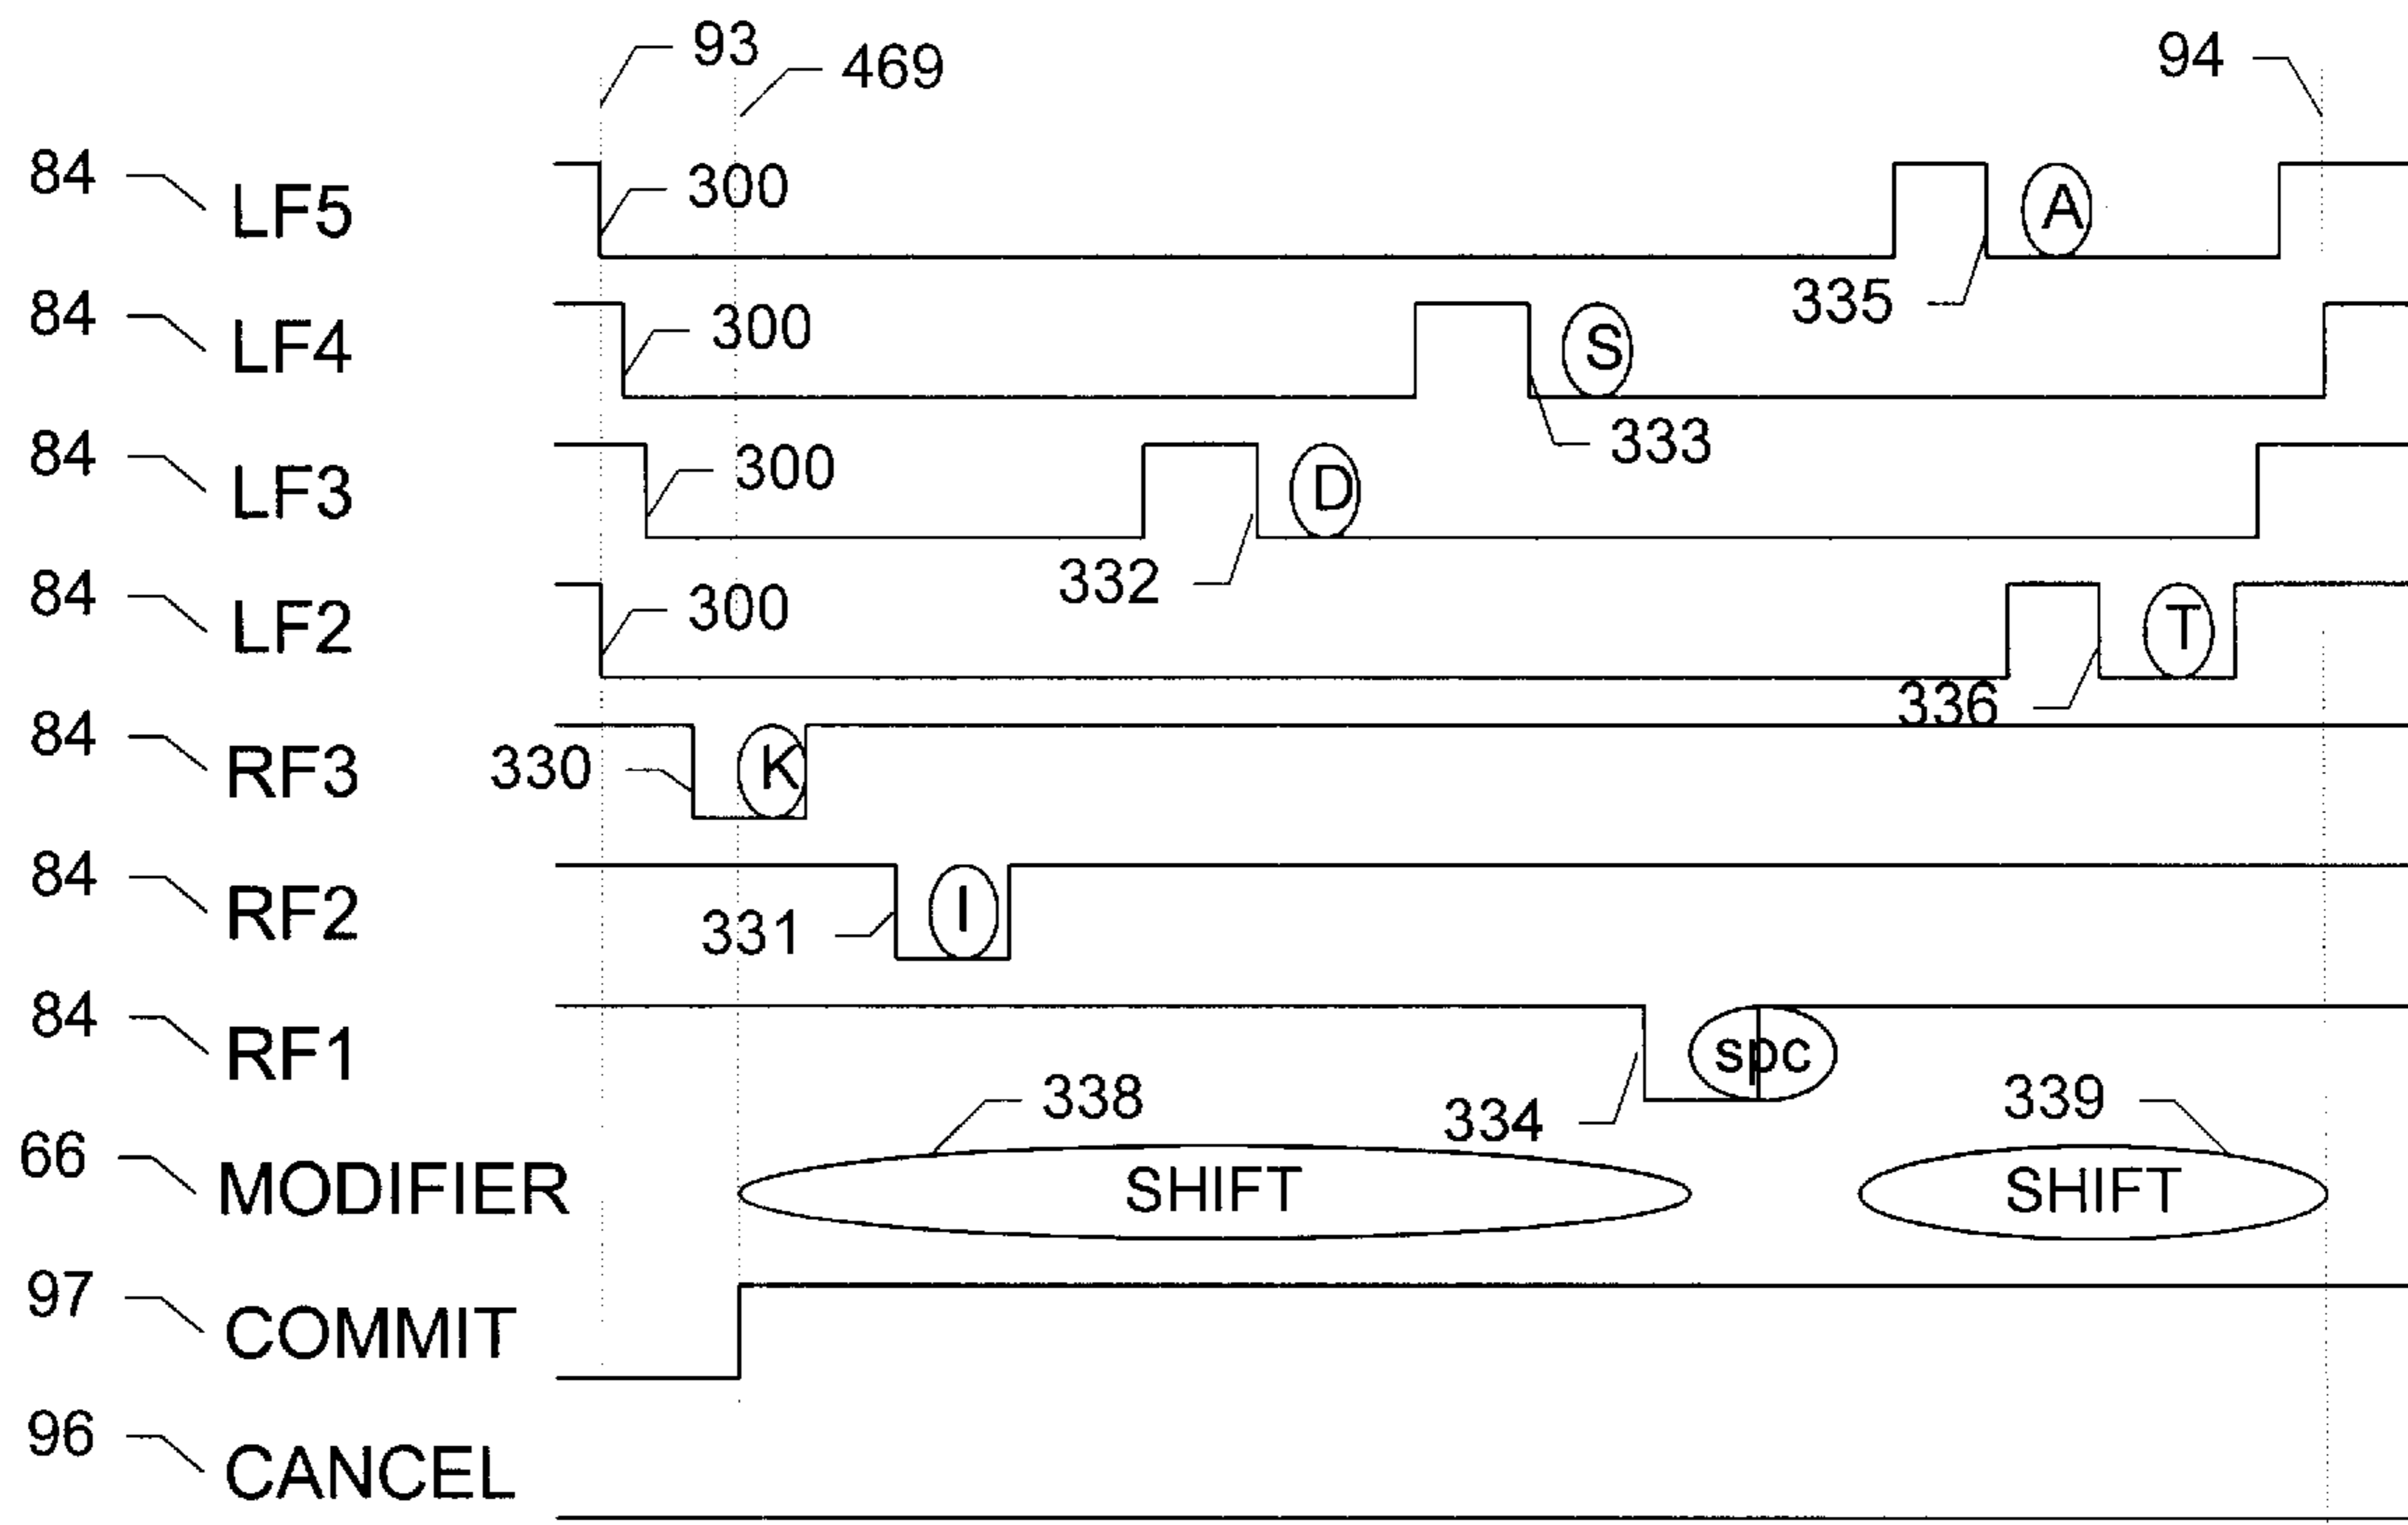 93
469
94
84 LF5 300 A
335
84 LF4 300 S
333
84 LF3 300 D
332
84 LF2 300 T
336
84 RF3 330 K
84 RF2 331 I
84 RF1 334 spc
338 339
66 MODIFIER SHIFT SHIFT
97 COMMIT
96 CANCEL